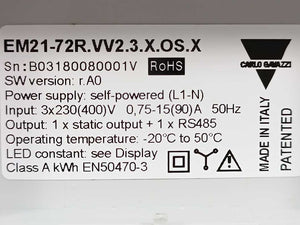 EM21-72R.VV2.3.X.OS.X
Sn:B03180080001V RoHS
CARLO GAVAZZI
SW version: r.A0
Power supply: self-powered (L1-N)
Input: 3x230(400)V 0,75-15(90)A 50Hz
Output: 1 x static output + 1 x RS485
Operating temperature: -20°C to 50°C
LED constant: see Display
Class A kWh EN50470-3
MADE IN ITALY
PATENTED